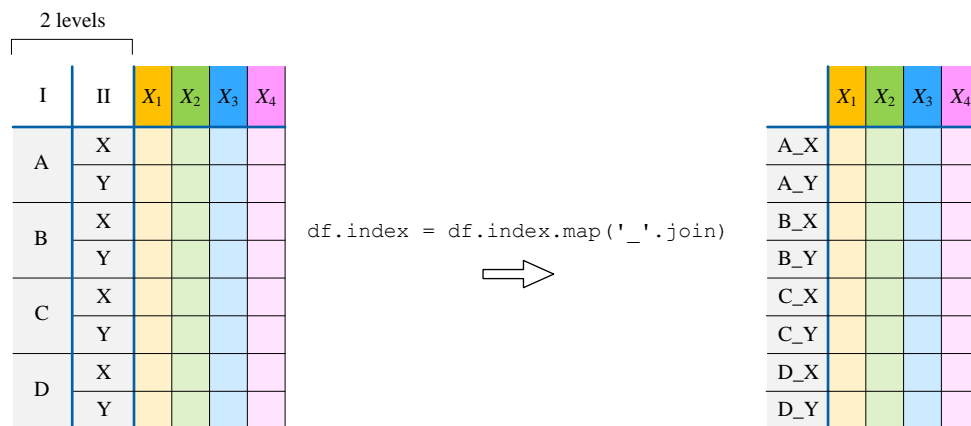 2 levels
I II X1 X2 X3 X4
A X
Y
B X
Y
C X
Y
D X
Y
df.index = df.index.map('_'.join)
X1 X2 X3 X4
A_X
A_Y
B_X
B_Y
C_X
C_Y
D_X
D_Y